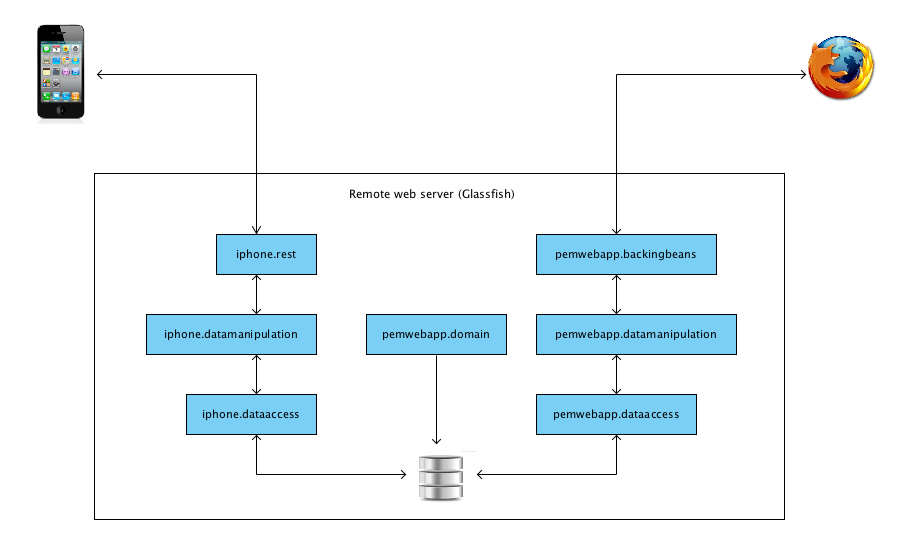 Remote web server (Glassfish)
iphone.rest
pemwebapp.backingbeans
iphone.datamanipulation
pemwebapp.domain
pemwebapp.datamanipulation
iphone.dataaccess
pemwebapp.dataaccess